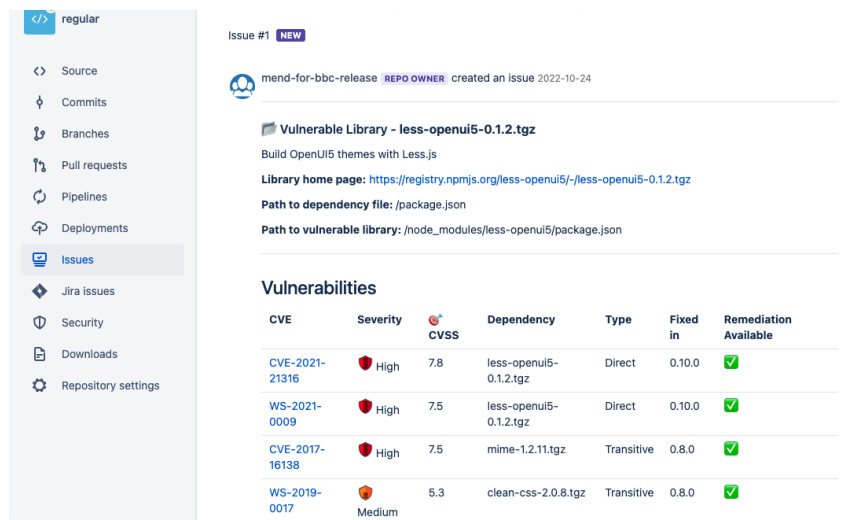 </> regular
Issue #1 NEW
Source
Commits
Branches
Pull requests
Pipelines
Deployments
Issues
Jira issues
Security
Downloads
Repository settings
mend-for-bbc-release REPO OWNER created an issue 2022-10-24
Vulnerable Library - less-openui5-0.1.2.tgz
Build OpenUI5 themes with Less.js
Library home page: https://registry.npmjs.org/less-openui5/-/less-openui5-0.1.2.tgz
Path to dependency file: /package.json
Path to vulnerable library: /node_modules/less-openui5/package.json
Vulnerabilities
CVE Severity CVSS Dependency Type Fixed in Remediation Available
CVE-2021-21316 High 7.8 less-openui5-0.1.2.tgz Direct 0.10.0
WS-2021-0009 High 7.5 less-openui5-0.1.2.tgz Direct 0.10.0
CVE-2017-16138 High 7.5 mime-1.2.11.tgz Transitive 0.8.0
WS-2019-0017 Medium 5.3 clean-css-2.0.8.tgz Transitive 0.8.0